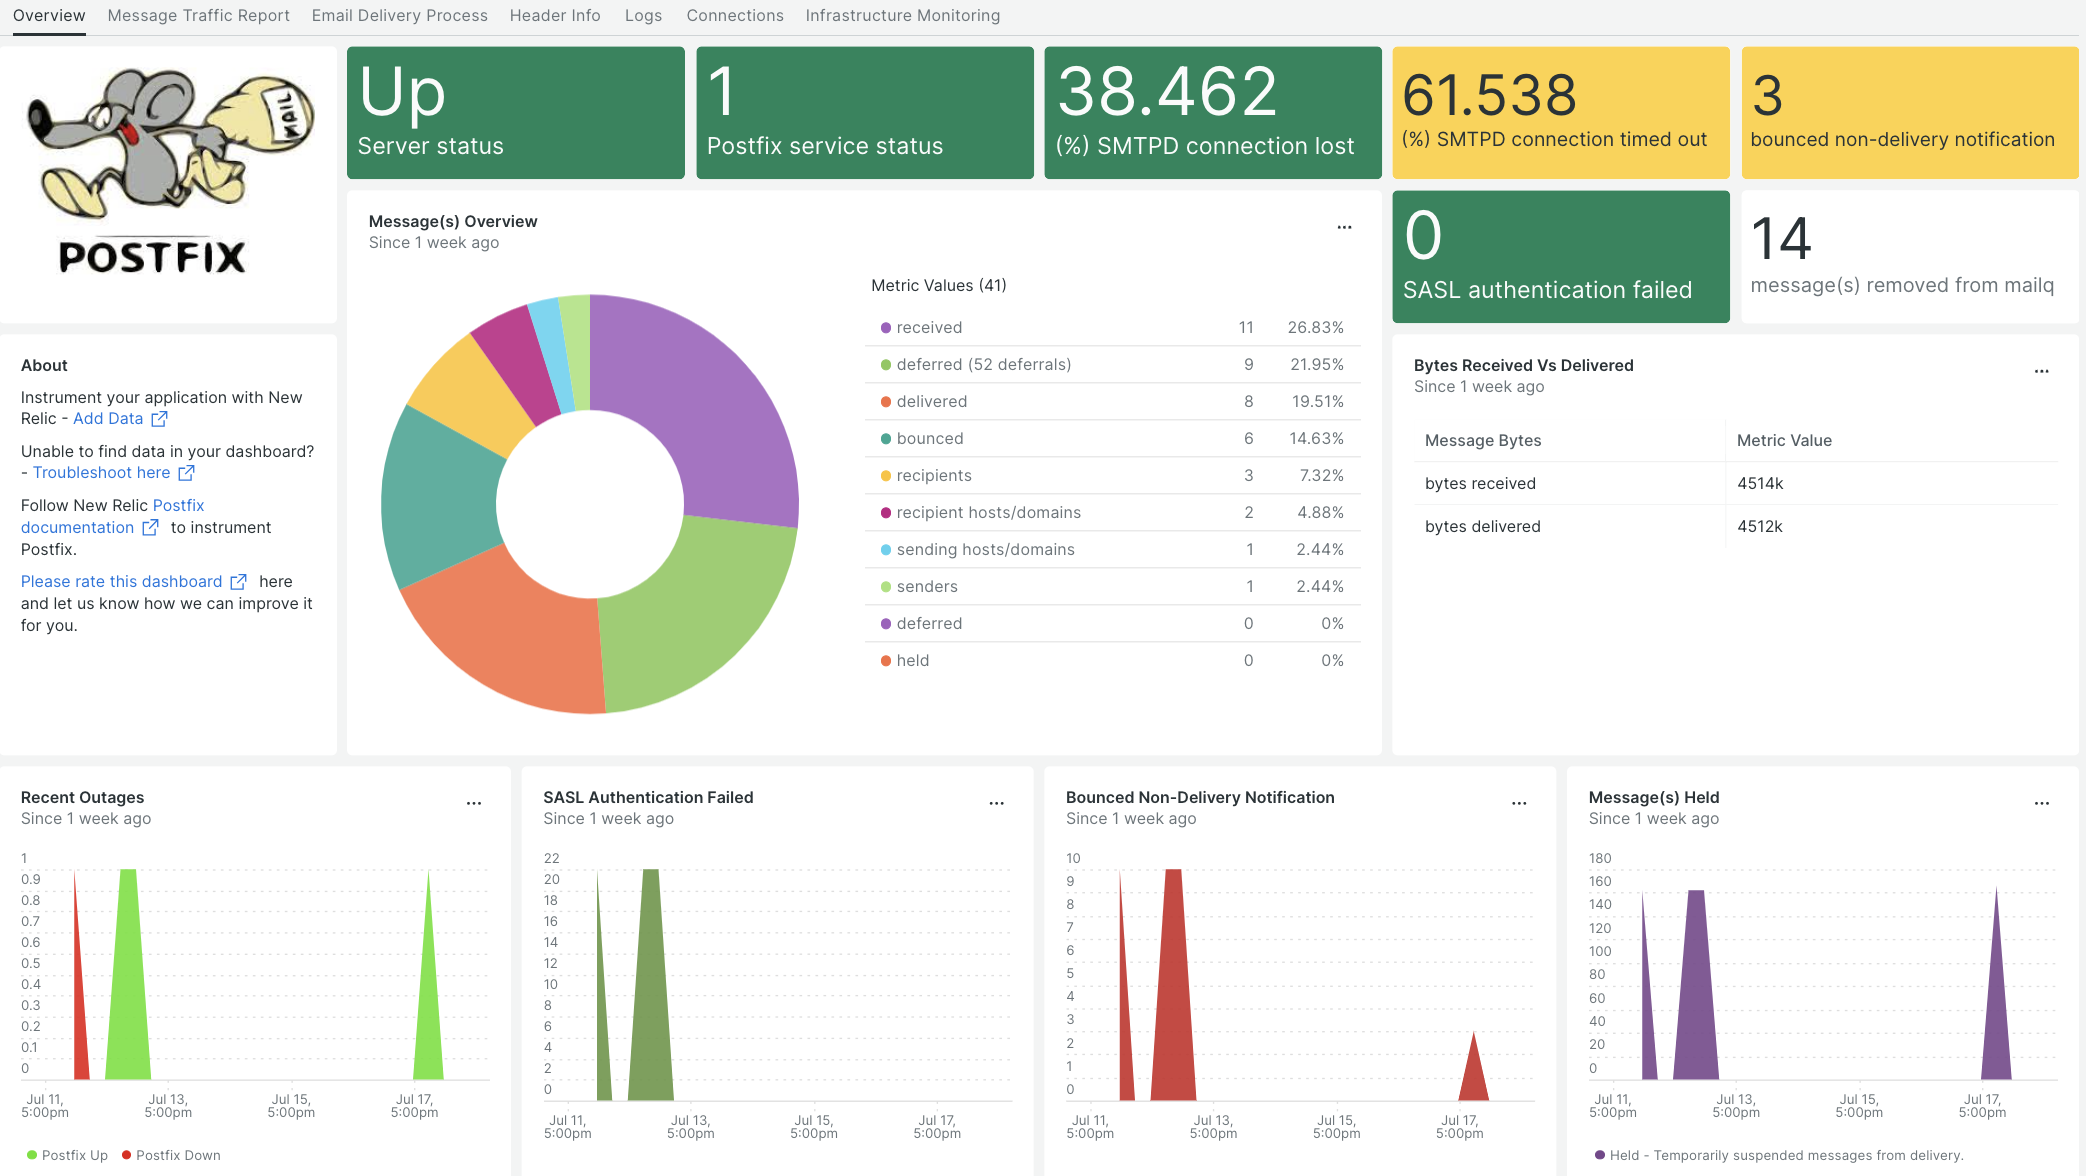 Overview Message Traffic Report Email Delivery Process Header Info Logs Connections Infrastructure Monitoring
MAIL
POSTFIX
Up
Server status
1
Postfix service status
38.462
(%) SMTPD connection lost
61.538
(%) SMTPD connection timed out
3
bounced non-delivery notification
0
SASL authentication failed
14
message(s) removed from mailq
About
Instrument your application with New
Relic - Add Data
Unable to find data in your dashboard?
- Troubleshoot here
Follow New Relic Postfix
documentation to instrument
Postfix.
Please rate this dashboard here
and let us know how we can improve it
for you.
Message(s) Overview
Since 1 week ago
...
Metric Values (41)
received 11 26.83%
deferred (52 deferrals) 9 21.95%
delivered 8 19.51%
bounced 6 14.63%
recipients 3 7.32%
recipient hosts/domains 2 4.88%
sending hosts/domains 1 2.44%
senders 1 2.44%
deferred 0 0%
held 0 0%
Bytes Received Vs Delivered
Since 1 week ago
...
Message Bytes Metric Value
bytes received 4514k
bytes delivered 4512k
Recent Outages
Since 1 week ago
...
1
0.9
0.8
0.7
0.6
0.5
0.4
0.3
0.2
0.1
0
Jul 11, Jul 13, Jul 15, Jul 17,
5:00pm 5:00pm 5:00pm 5:00pm
Postfix Up Postfix Down
SASL Authentication Failed
Since 1 week ago
...
22
20
18
16
14
12
10
8
6
4
2
0
Jul 11, Jul 13, Jul 15, Jul 17,
5:00pm 5:00pm 5:00pm 5:00pm
Bounced Non-Delivery Notification
Since 1 week ago
...
10
9
8
7
6
5
4
3
2
1
0
Jul 11, Jul 13, Jul 15, Jul 17,
5:00pm 5:00pm 5:00pm 5:00pm
Message(s) Held
Since 1 week ago
...
180
160
140
120
100
80
60
40
20
0
Jul 11, Jul 13, Jul 15, Jul 17,
5:00pm 5:00pm 5:00pm 5:00pm
Held - Temporarily suspended messages from delivery.